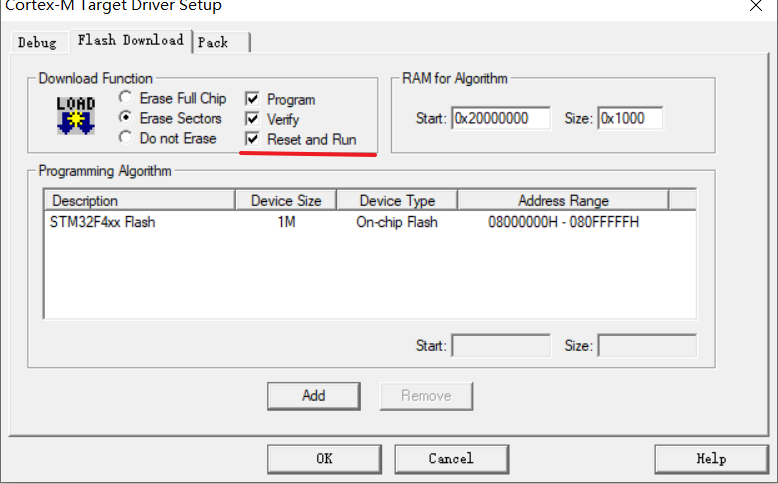 Cortex-M Target Driver Setup
Debug Flash Download Pack
Download Function
LOAD
Erase Full Chip
Erase Sectors
Do not Erase
Program
Verify
Reset and Run
RAM for Algorithm
Start: 0x20000000 Size: 0x1000
Programming Algorithm
Description Device Size Device Type Address Range
STM32F4xx Flash 1M On-chip Flash 08000000H - 080FFFFFH
Start: Size:
Add Remove
OK Cancel Help